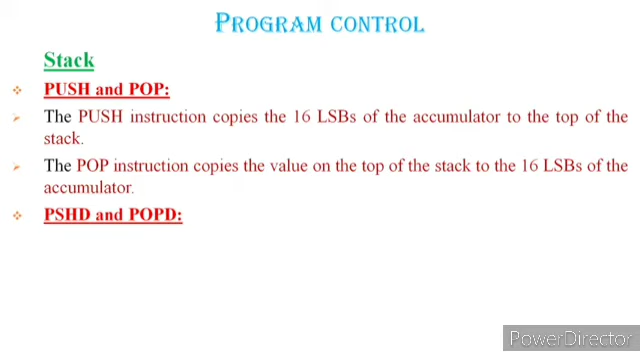 PROGRAM CONTROL
Stack
PUSH and POP:
The PUSH instruction copies the 16 LSBs of the accumulator to the top of the
stack.
The POP instruction copies the value on the top of the stack to the 16 LSBs of the
accumulator.
PSHD and POPD:
PowerDirector